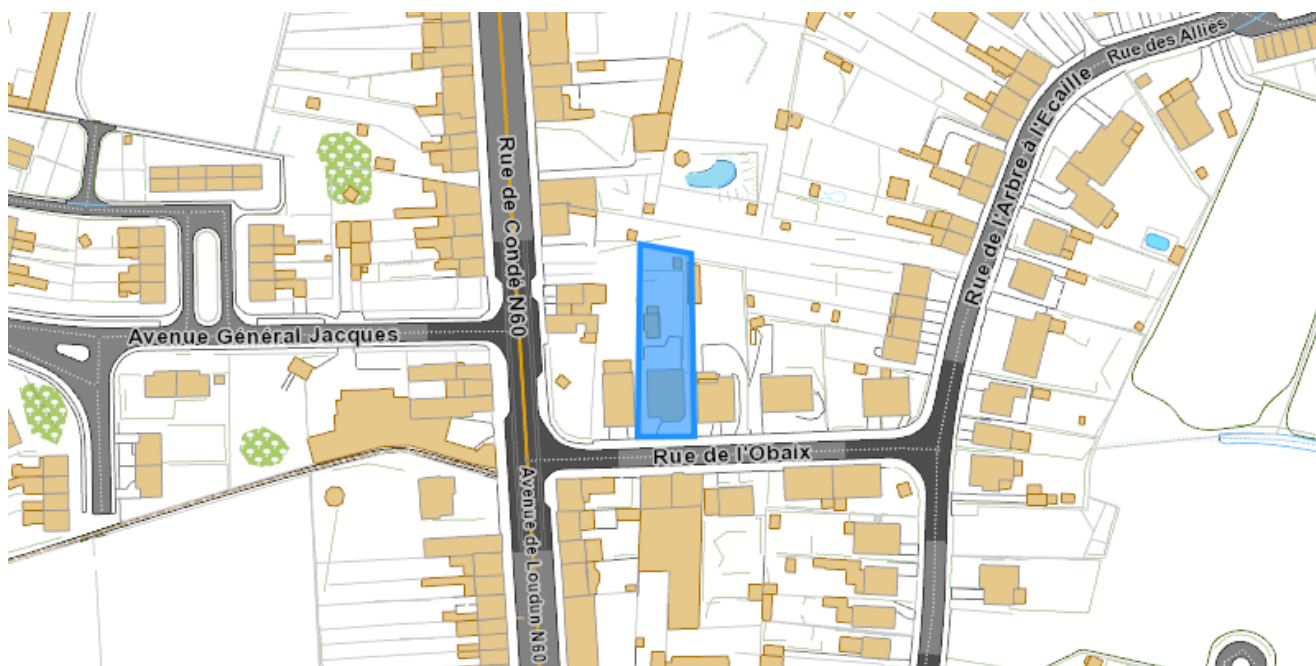 Rue des Alliés
Rue de l'Arbre à l'Ecaille
Rue de Condé N60
Avenue Général Jacques
Rue de l'Obaix
Avenue de Loudun N60